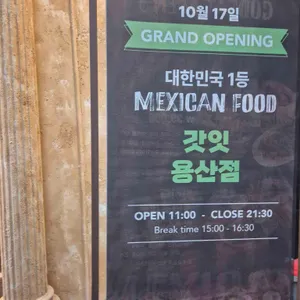 10월 17일
GRAND OPENING
대한민국 1등
MEXICAN FOOD
갓잇
용산점
OPEN 11:00 - CLOSE 21:30
Break time 15:00 - 16:30